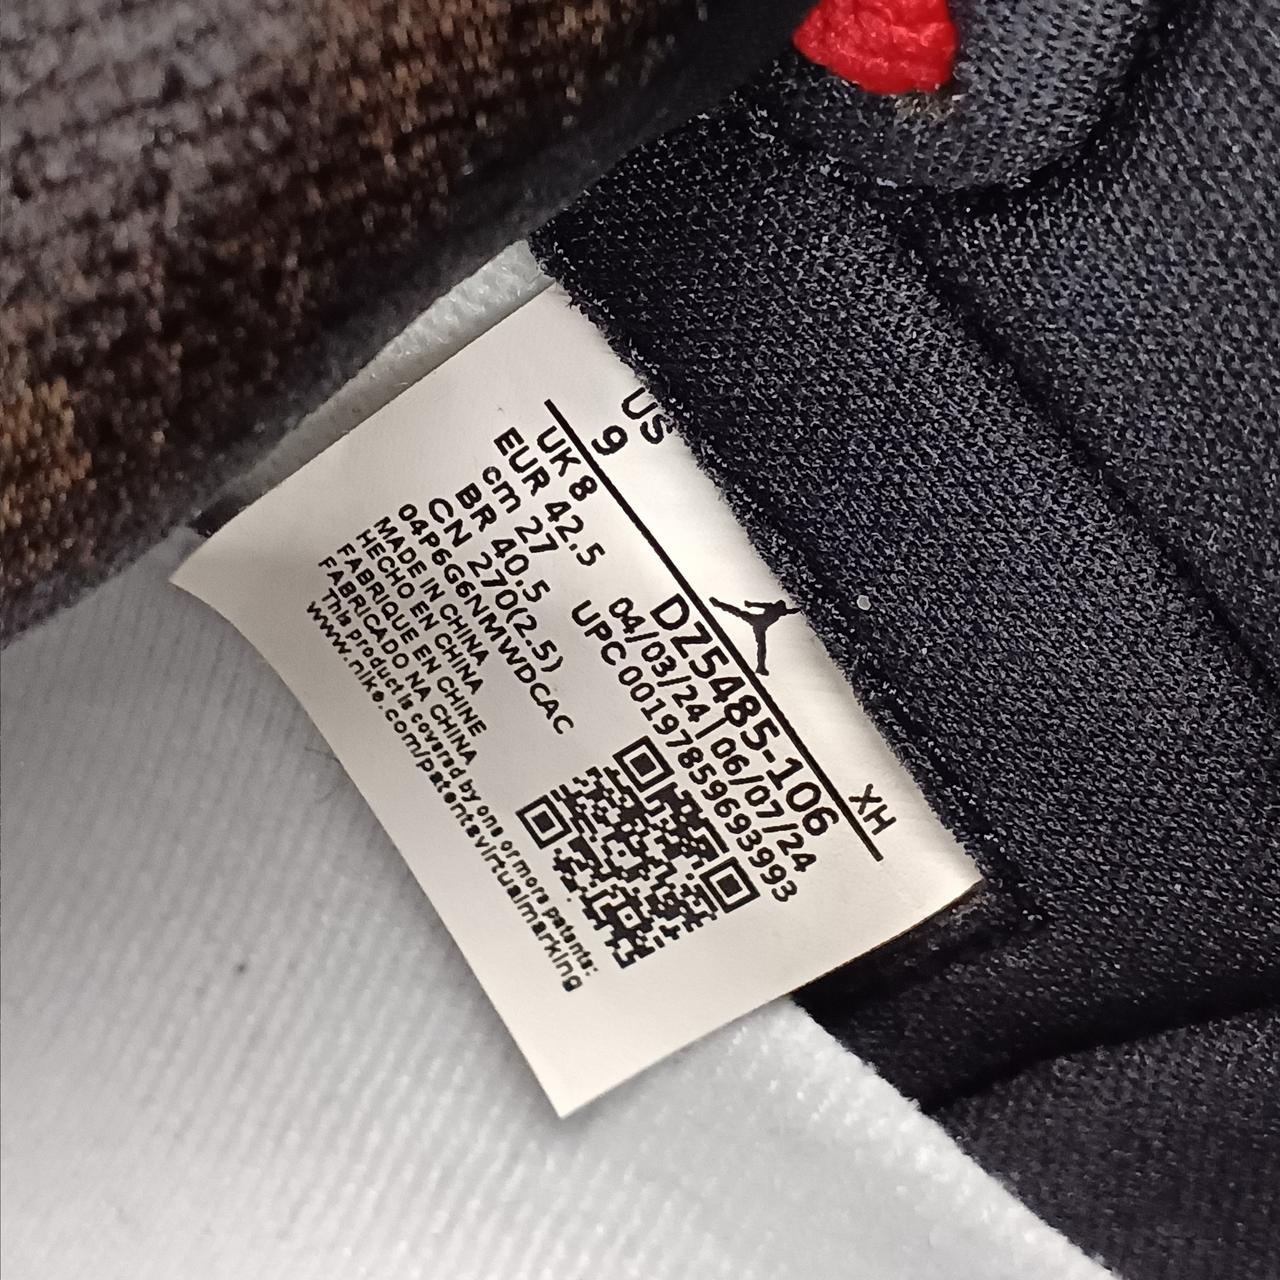 US
9
XH
UK 8
EUR 42.5
cm 27
BR 40.5
CN 270(2.5)
04P6G6NMWDCAC
MADE IN CHINA
HECHO EN CHINA
FABRIQUE EN CHINE
FABRICADO NA CHINA
This product is covered by one or more patents:
www.nike.com/patentsvirtualmarking
DZ5485-106
04/03/24 | 06/07/24
UPC 00197859693993